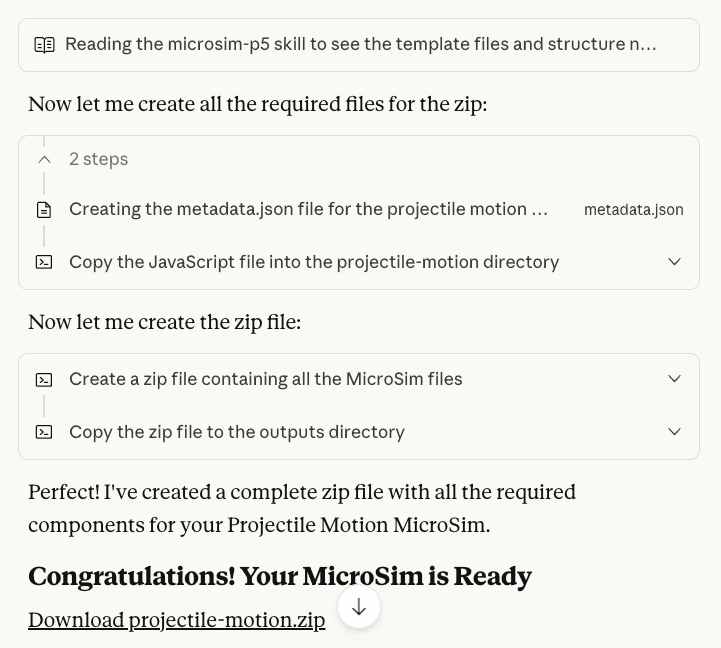 Reading the microsim-p5 skill to see the template files and structure n…
Now let me create all the required files for the zip:
2 steps
Creating the metadata.json file for the projectile motion … metadata.json
Copy the JavaScript file into the projectile-motion directory
Now let me create the zip file:
Create a zip file containing all the MicroSim files
Copy the zip file to the outputs directory
Perfect! I've created a complete zip file with all the required
components for your Projectile Motion MicroSim.
Congratulations! Your MicroSim is Ready
Download projectile-motion.zip